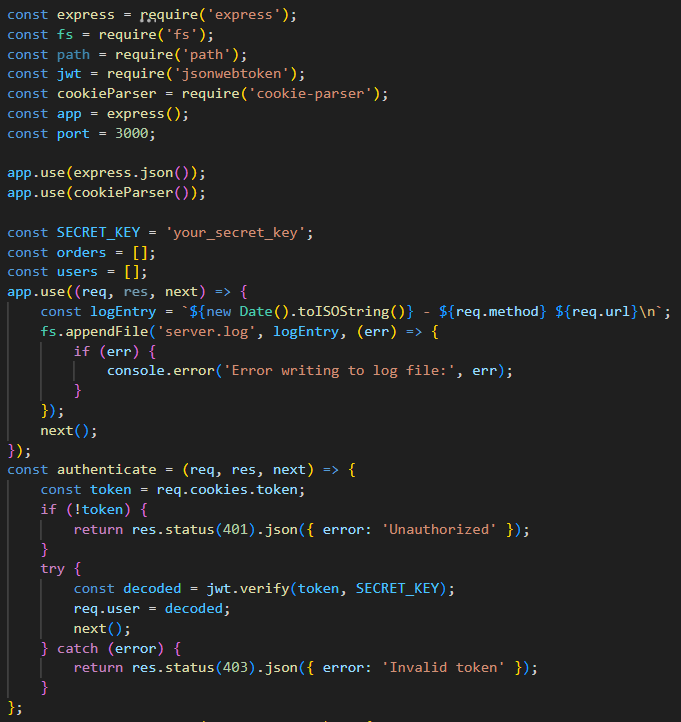 const express = require('express');
const fs = require('fs');
const path = require('path');
const jwt = require('jsonwebtoken');
const cookieParser = require('cookie-parser');
const app = express();
const port = 3000;

app.use(express.json());
app.use(cookieParser());

const SECRET_KEY = 'your_secret_key';
const orders = [];
const users = [];
app.use((req, res, next) => {
    const logEntry = `${new Date().toISOString()} - ${req.method} ${req.url}\n`;
    fs.appendFile('server.log', logEntry, (err) => {
        if (err) {
            console.error('Error writing to log file:', err);
        }
    });
    next();
});
const authenticate = (req, res, next) => {
    const token = req.cookies.token;
    if (!token) {
        return res.status(401).json({ error: 'Unauthorized' });
    }
    try {
        const decoded = jwt.verify(token, SECRET_KEY);
        req.user = decoded;
        next();
    } catch (error) {
        return res.status(403).json({ error: 'Invalid token' });
    }
};